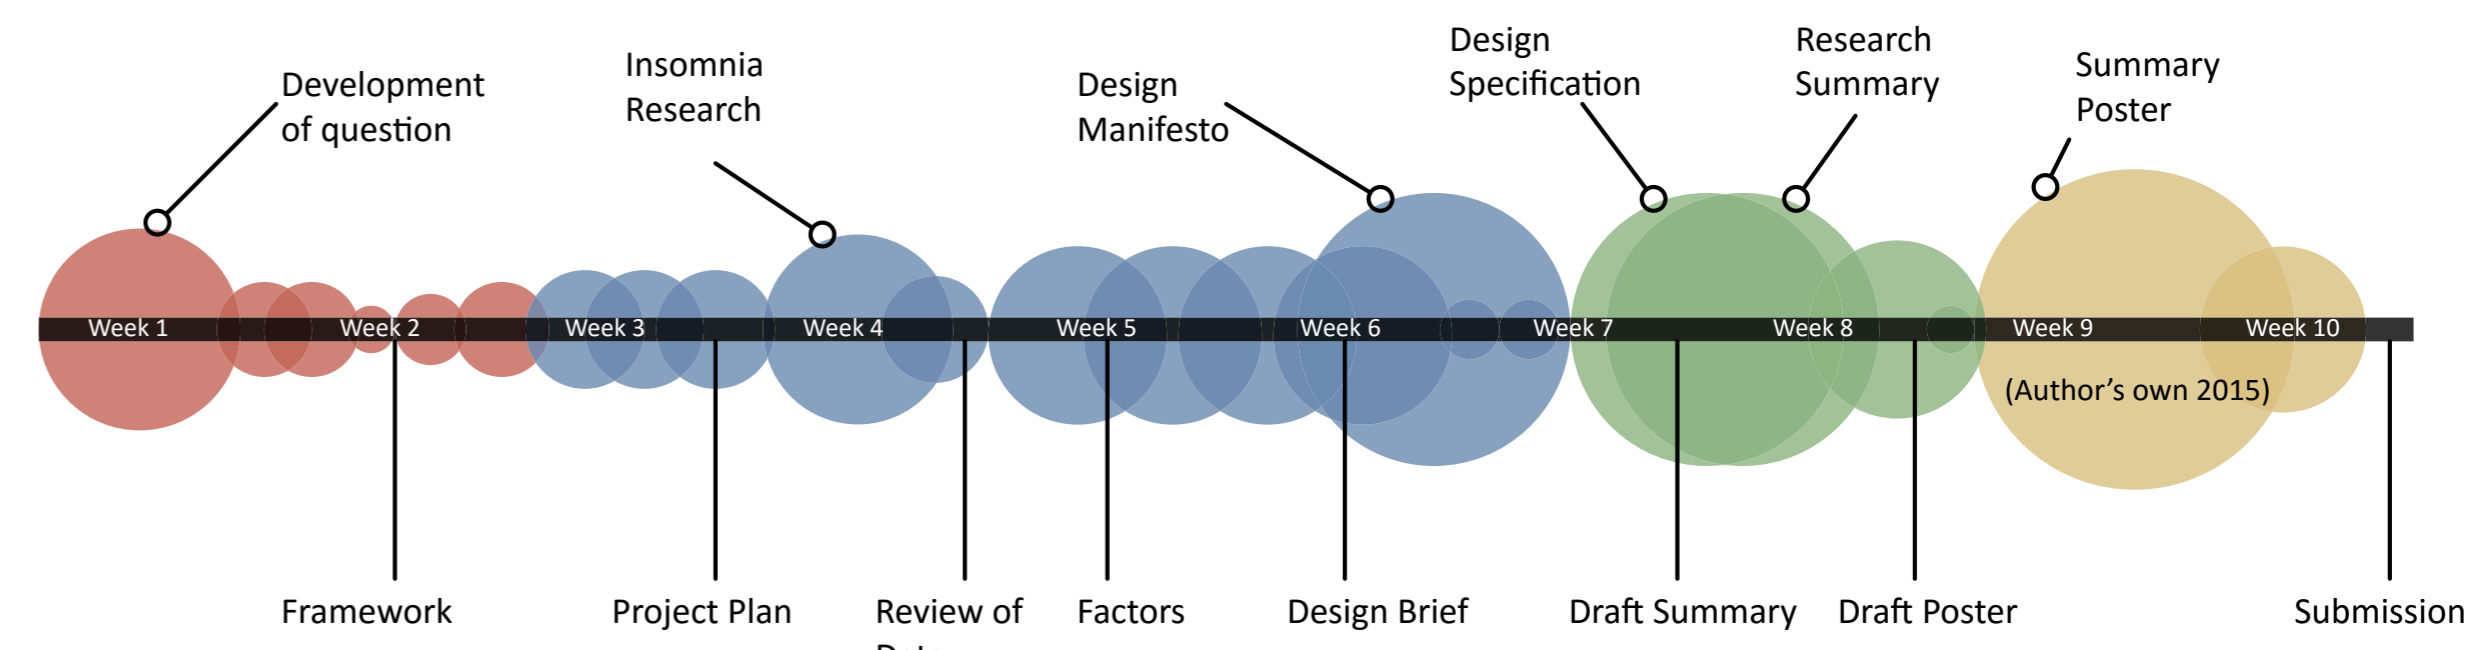 Development
of question
Insomnia
Research
Design
Manifesto
Design
Specification
Research
Summary
Summary
Poster
Week 1
Week 2
Week 3
Week 4
Week 5
Week 6
Week 7
Week 8
Week 9
Week 10
(Author’s own 2015)
Framework
Project Plan
Review of
Factors
Design Brief
Draft Summary
Draft Poster
Submission